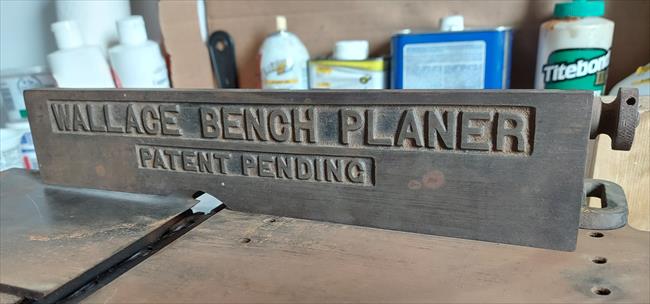 WALLACE BENCH PLANER
PATENT PENDING
Titebond